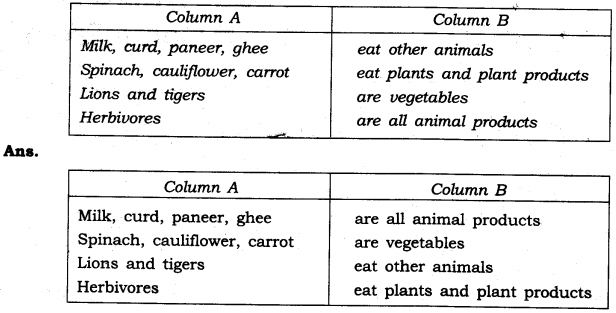 Column A Column B
Milk, curd, paneer, ghee eat other animals
Spinach, cauliflower, carrot eat plants and plant products
Lions and tigers are vegetables
Herbivores are all animal products
Ans.
Column A Column B
Milk, curd, paneer, ghee are all animal products
Spinach, cauliflower, carrot are vegetables
Lions and tigers eat other animals
Herbivores eat plants and plant products